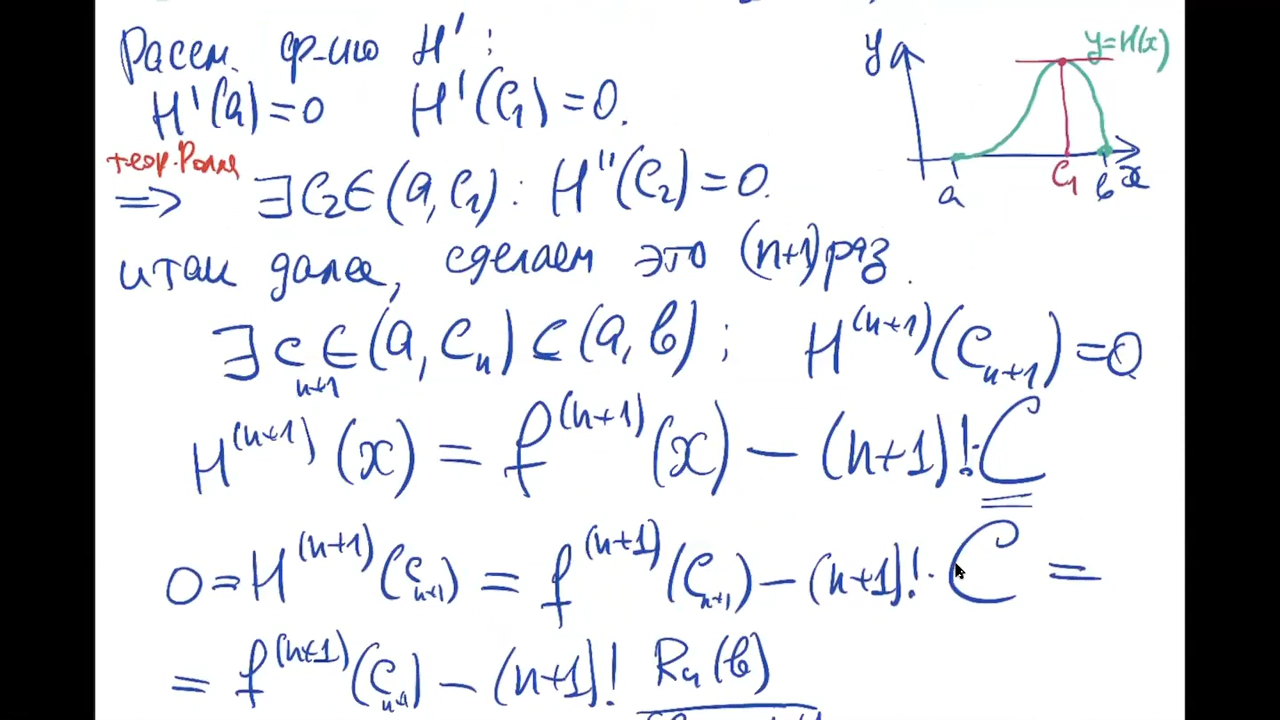 Рассм. ф-ию H' :
H'(a)=0 H'(C₁)=0.
теор. Ролля
⇒ ∃C₂∈(a,C₁) : H''(C₂)=0.
и так далее, сделаем это (n+1) раз.
∃ c_{n+1} ∈ (a, C_n) ⊂ (a, b) : H^{(n+1)}(C_{n+1}) = 0
H^{(n+1)}(x) = f^{(n+1)}(x) − (n+1)!·C
0 = H^{(n+1)}(C_{n+1}) = f^{(n+1)}(C_{n+1}) − (n+1)!·C =
= f^{(n+1)}(C_{n+1}) − (n+1)! R_n(b)
y
y=H(x)
a
C₁
b
x